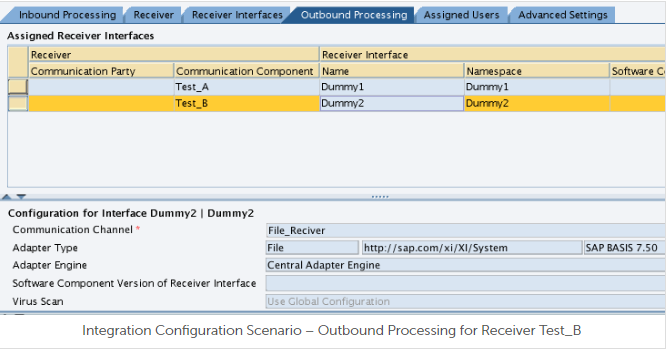 Inbound Processing Receiver Receiver Interfaces Outbound Processing Assigned Users Advanced Settings
Assigned Receiver Interfaces
Receiver Receiver Interface
Communication Party Communication Component Name Namespace Software C
Test_A Dummy1 Dummy1
Test_B Dummy2 Dummy2
Configuration for Interface Dummy2 | Dummy2
Communication Channel * File_Reciver
Adapter Type File http://sap.com/xi/XI/System SAP BASIS 7.50
Adapter Engine Central Adapter Engine
Software Component Version of Receiver Interface
Virus Scan Use Global Configuration
Integration Configuration Scenario – Outbound Processing for Receiver Test_B